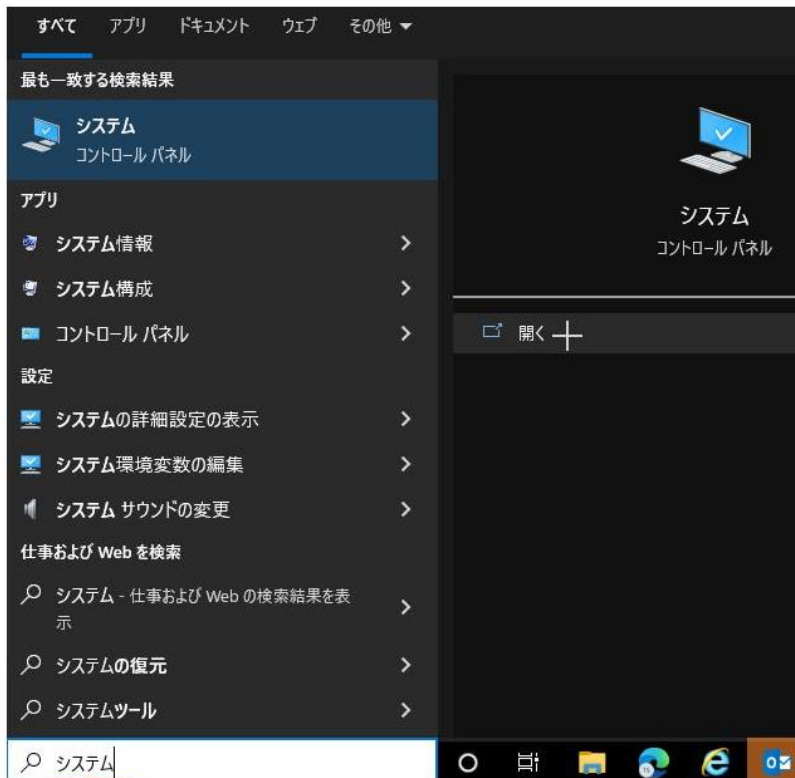 すべて アプリ ドキュメント ウェブ その他
最も一致する検索結果
システム
コントロール パネル
アプリ
システム情報
システム構成
コントロール パネル
設定
システムの詳細設定の表示
システム環境変数の編集
システム サウンドの変更
仕事および Web を検索
システム - 仕事および Web の検索結果を表
示
システムの復元
システムツール
システム
システム
コントロール パネル
開く